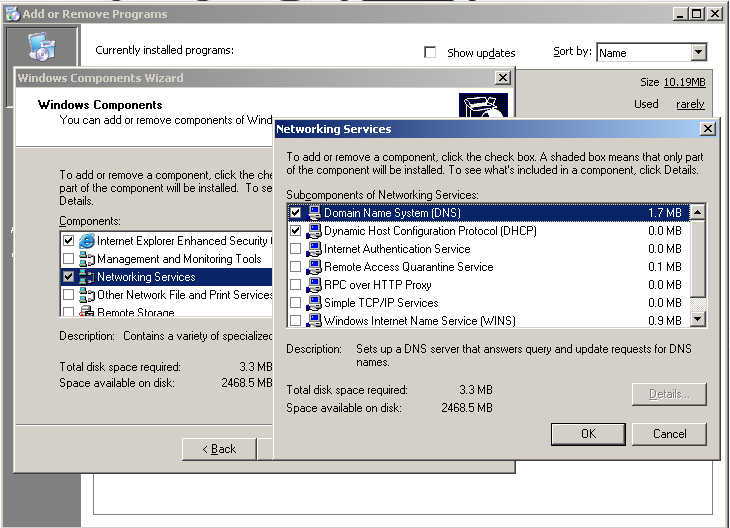 Add or Remove Programs
Currently installed programs:
Show updates
Sort by: Name
Size 10.19MB
Used rarely
Windows Components Wizard
Windows Components
You can add or remove components of Wind
To add or remove a component, click the che
part of the component will be installed. To se
Details.
Components:
Internet Explorer Enhanced Security
Management and Monitoring Tools
Networking Services
Other Network File and Print Services
Remote Storage
Description: Contains a variety of specialized
Total disk space required: 3.3 MB
Space available on disk: 2468.5 MB
< Back
Networking Services
To add or remove a component, click the check box. A shaded box means that only part
of the component will be installed. To see what's included in a component, click Details.
Subcomponents of Networking Services:
Domain Name System (DNS) 1.7 MB
Dynamic Host Configuration Protocol (DHCP) 0.0 MB
Internet Authentication Service 0.0 MB
Remote Access Quarantine Service 0.1 MB
RPC over HTTP Proxy 0.0 MB
Simple TCP/IP Services 0.0 MB
Windows Internet Name Service (WINS) 0.9 MB
Description: Sets up a DNS server that answers query and update requests for DNS
names.
Total disk space required: 3.3 MB
Space available on disk: 2468.5 MB
Details...
OK
Cancel